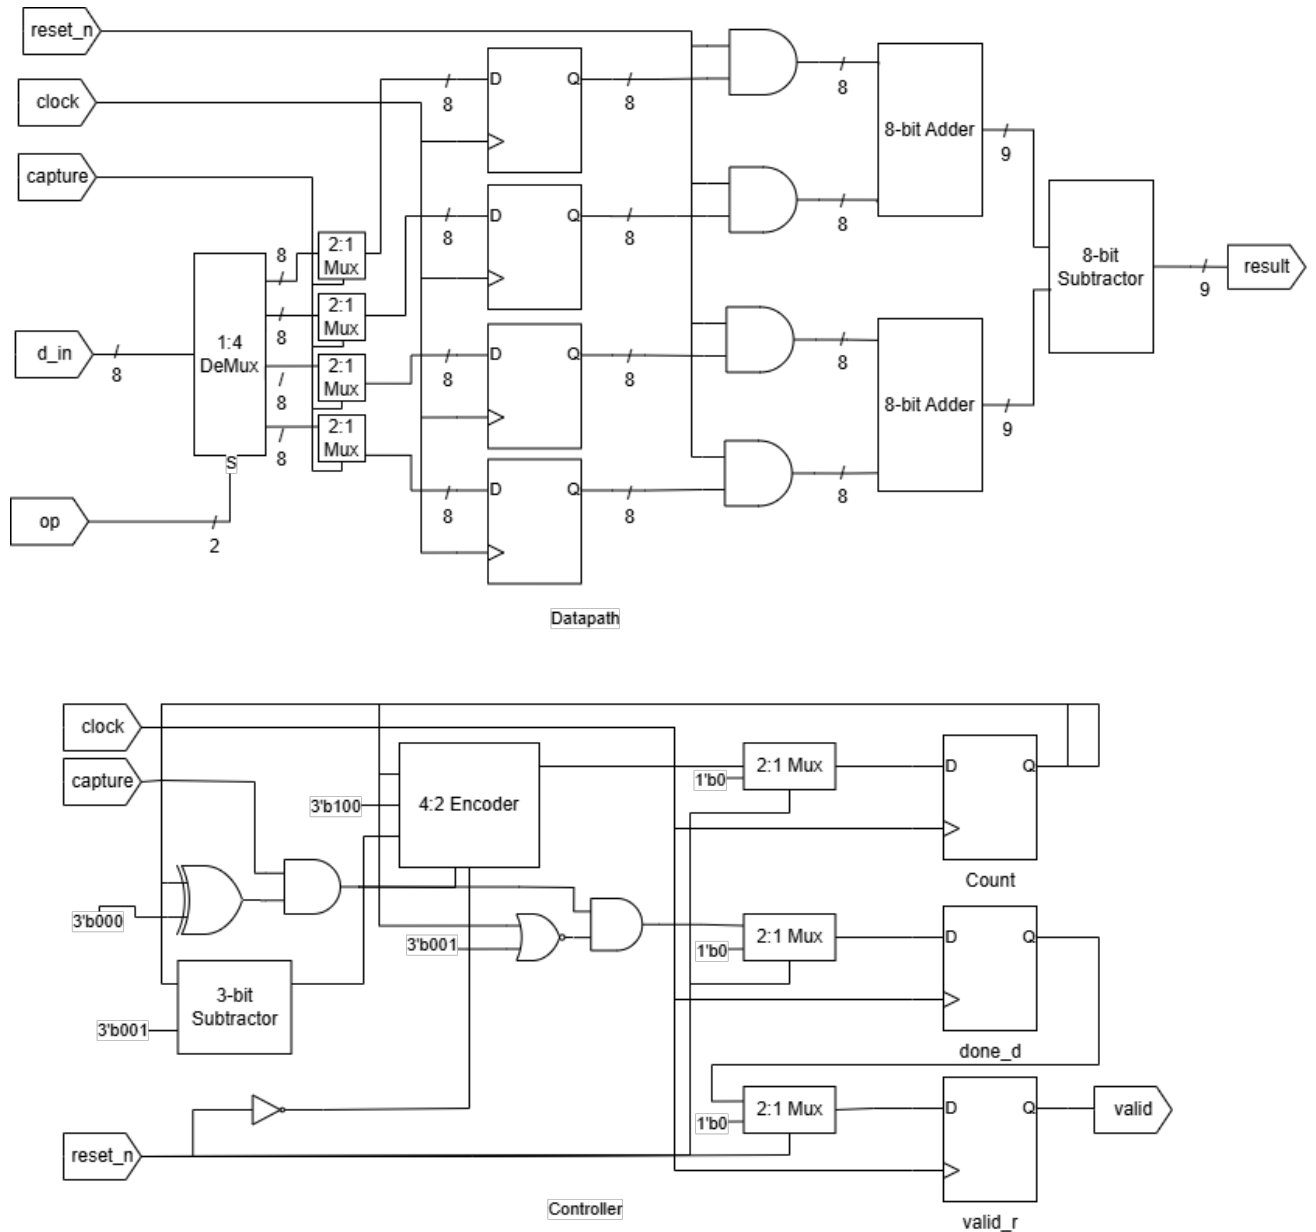 reset_n
clock
capture
d_in
8
op
2
1:4
DeMux
S
8
8
8
8
2:1
Mux
2:1
Mux
2:1
Mux
2:1
Mux
8
D
Q
8
8
D
Q
8
8
D
Q
8
8
D
Q
8
8
8
8
8
8-bit Adder
9
8-bit Adder
9
8-bit
Subtractor
9
result
Datapath
clock
capture
3'b100
4:2 Encoder
1'b0
2:1 Mux
D
Q
Count
3'b000
3'b001
1'b0
2:1 Mux
D
Q
done_d
3-bit
Subtractor
3'b001
1'b0
2:1 Mux
D
Q
valid
reset_n
valid_r
Controller